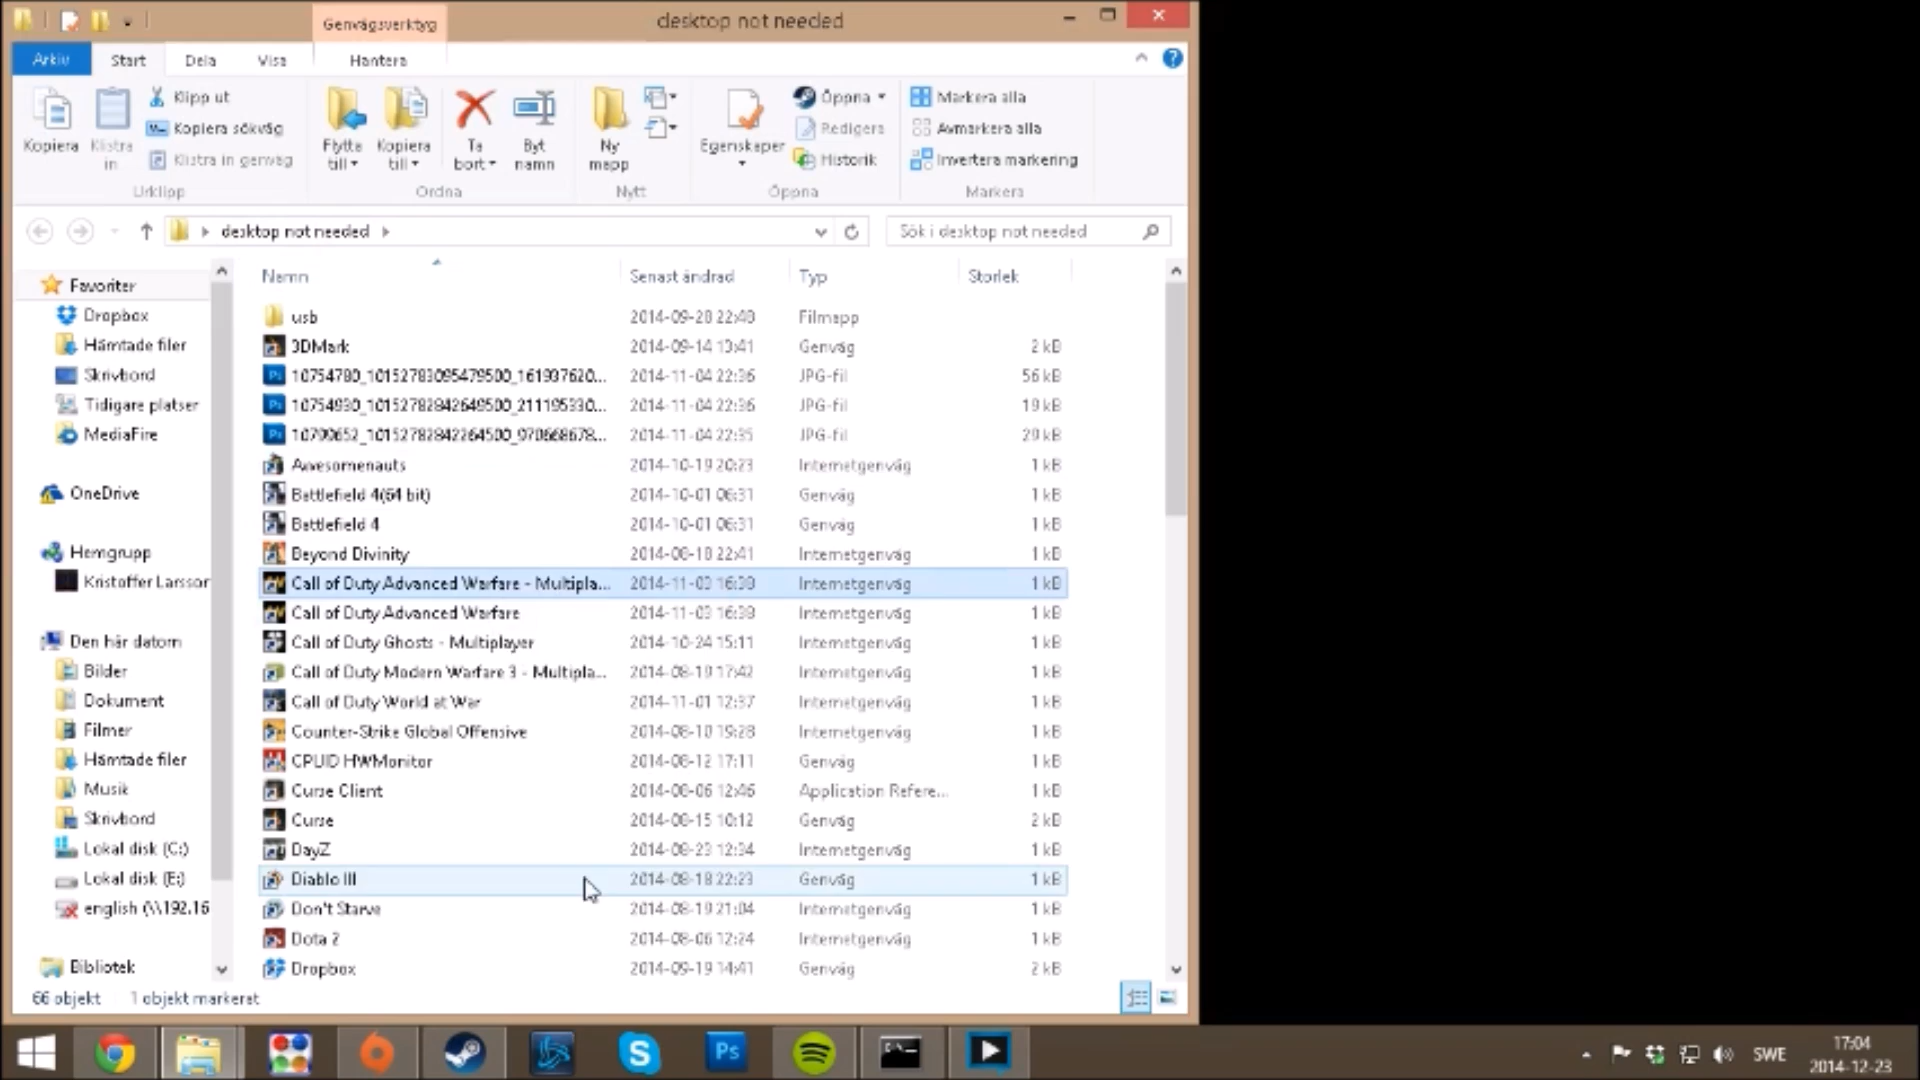 Genvägsverktyg
desktop not needed
Arkiv Start Dela Visa Hantera
Kopiera
Klistra in
Klipp ut
Kopiera sökväg
Klistra in genväg
Urklipp
Flytta till
Kopiera till
Ta bort
Byt namn
Ordna
Ny mapp
Nytt
Egenskaper
Öppna
Redigera
Historik
Öppna
Markera alla
Avmarkera alla
Invertera markering
Markera
desktop not needed
Sök i desktop not needed
Favoriter
Dropbox
Hämtade filer
Skrivbord
Tidigare platser
MediaFire
OneDrive
Hemgrupp
Kristoffer Larsson
Den här datorn
Bilder
Dokument
Filmer
Hämtade filer
Musik
Skrivbord
Lokal disk (C:)
Lokal disk (E:)
english (\\192.16
Bibliotek
Namn Senast ändrad Typ Storlek
usb 2014-09-28 22:48 Filmapp
3DMark 2014-09-14 13:41 Genväg 2 kB
10754780_10152783095479500_161937620... 2014-11-04 22:36 JPG-fil 56 kB
10754930_10152782842649500_211195330... 2014-11-04 22:36 JPG-fil 19 kB
10799652_10152782842264500_970668678... 2014-11-04 22:35 JPG-fil 29 kB
Awesomenauts 2014-10-19 20:23 Internetgenväg 1 kB
Battlefield 4(64 bit) 2014-10-01 06:31 Genväg 1 kB
Battlefield 4 2014-10-01 06:31 Genväg 1 kB
Beyond Divinity 2014-08-18 22:41 Internetgenväg 1 kB
Call of Duty Advanced Warfare - Multipla... 2014-11-03 16:38 Internetgenväg 1 kB
Call of Duty Advanced Warfare 2014-11-03 16:38 Internetgenväg 1 kB
Call of Duty Ghosts - Multiplayer 2014-10-24 15:11 Internetgenväg 1 kB
Call of Duty Modern Warfare 3 - Multipla... 2014-08-19 17:42 Internetgenväg 1 kB
Call of Duty World at War 2014-11-01 12:37 Internetgenväg 1 kB
Counter-Strike Global Offensive 2014-08-10 19:28 Internetgenväg 1 kB
CPUID HWMonitor 2014-08-12 17:11 Genväg 1 kB
Curse Client 2014-08-06 12:46 Application Refere... 1 kB
Curse 2014-08-15 10:12 Genväg 2 kB
DayZ 2014-08-23 12:34 Internetgenväg 1 kB
Diablo III 2014-08-18 22:23 Genväg 1 kB
Don't Starve 2014-08-19 21:04 Internetgenväg 1 kB
Dota 2 2014-08-06 12:24 Internetgenväg 1 kB
Dropbox 2014-09-19 14:41 Genväg 2 kB
66 objekt 1 objekt markerat
Ps
SWE
17:04
2014-12-23